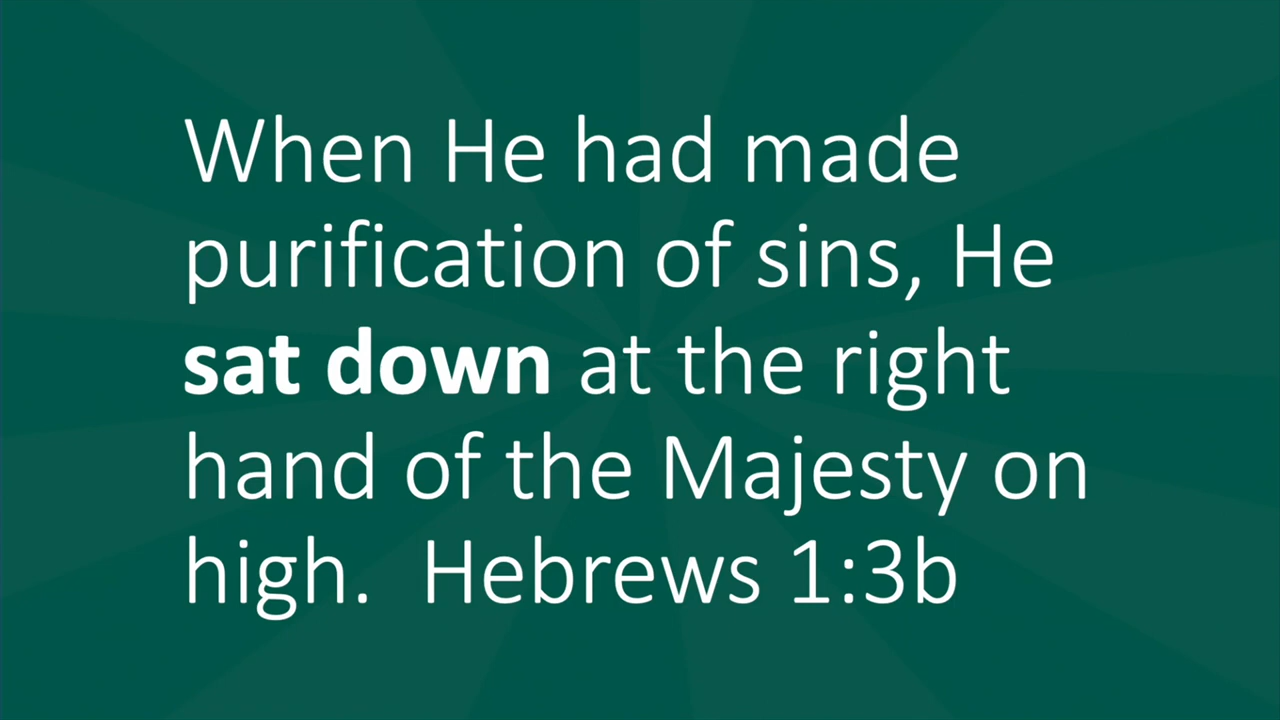 When He had made
purification of sins, He
sat down at the right
hand of the Majesty on
high.  Hebrews 1:3b